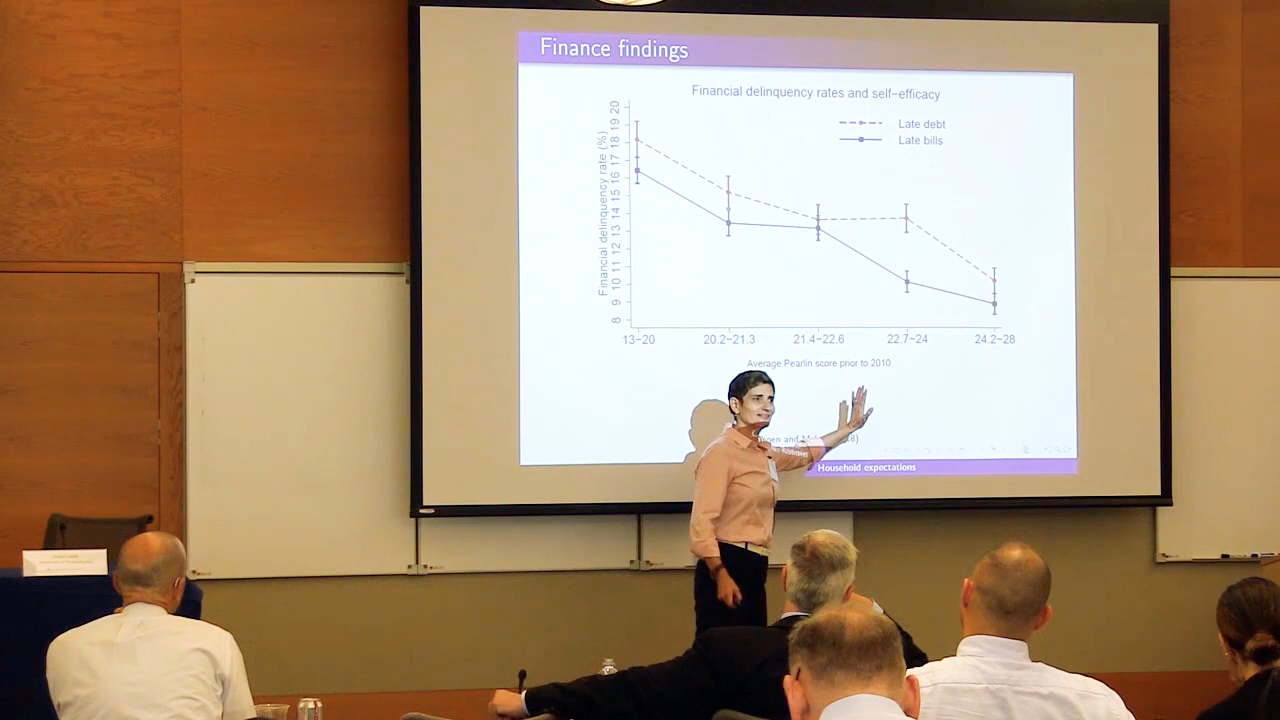 Finance findings
Financial delinquency rates and self-efficacy
Late debt
Late bills
Financial delinquency rate (%)
20
19
18
17
16
15
14
13
12
11
10
9
8
13-20 20.2-21.3 21.4-22.6 22.7-24 24.2-28
Average Pearlin score prior to 2010
and
Household expectations